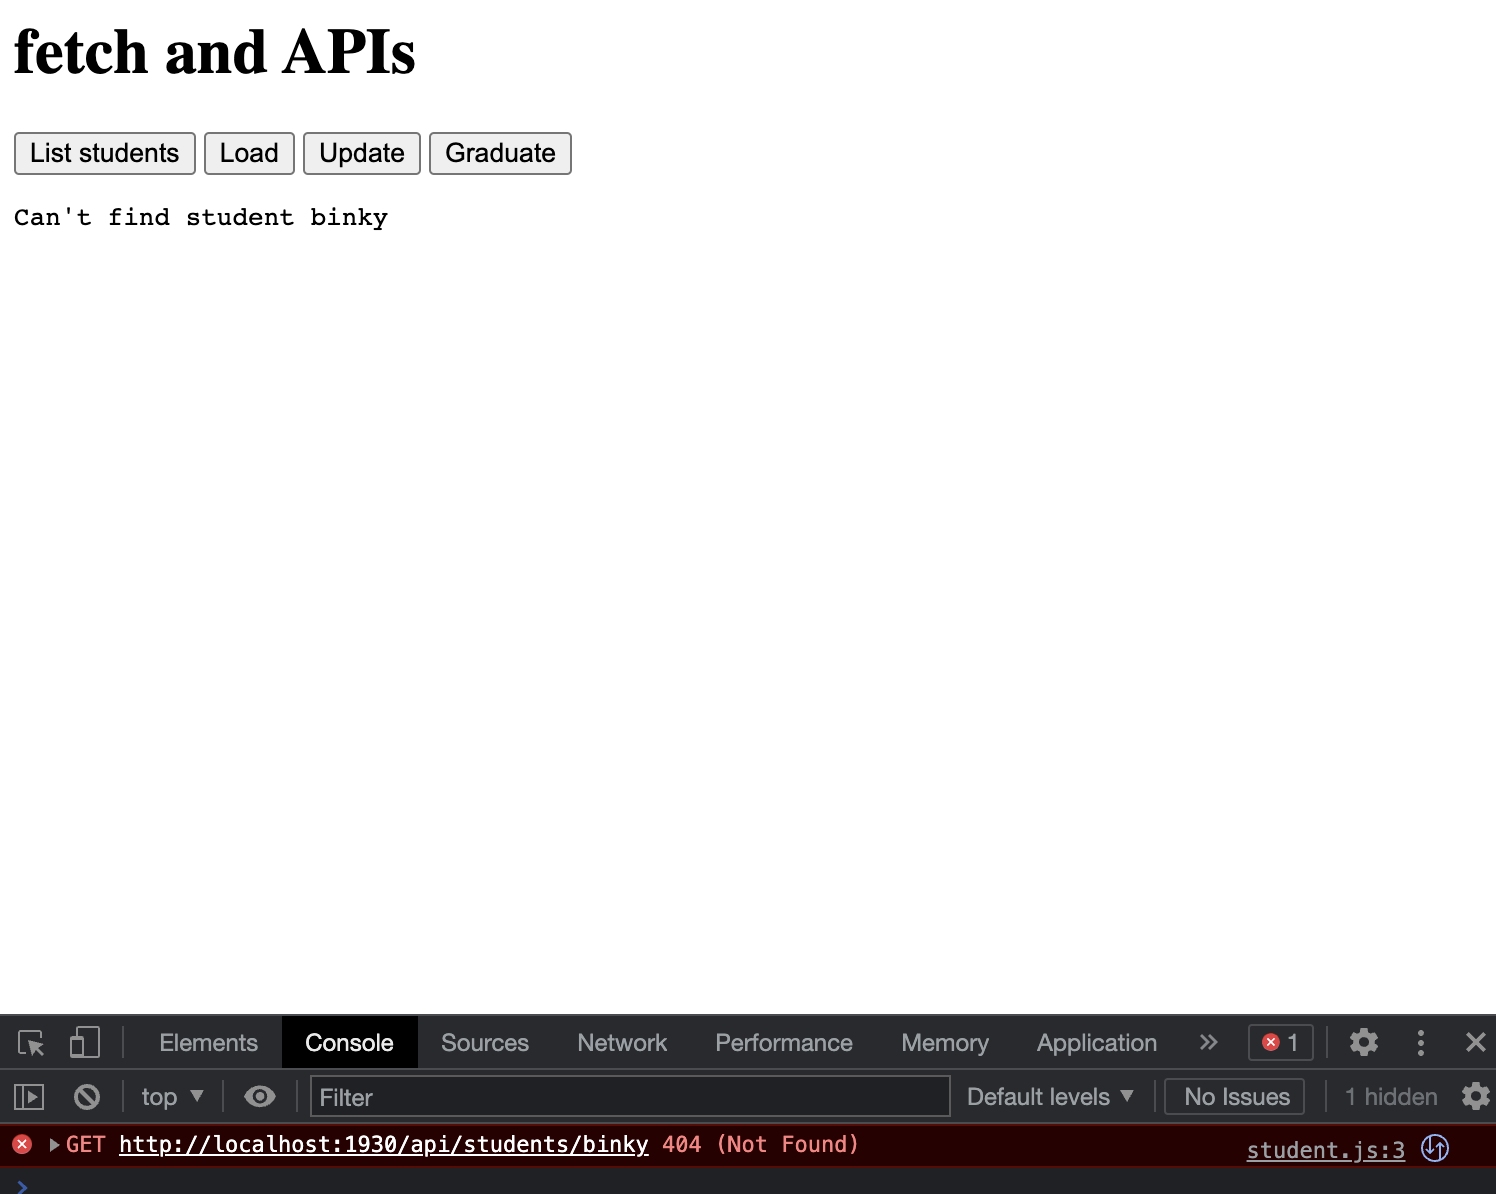 fetch and APIs
List students Load Update Graduate
Can't find student binky
Elements Console Sources Network Performance Memory Application » 1
top ▼ Filter Default levels ▼ No Issues 1 hidden
GET http://localhost:1930/api/students/binky 404 (Not Found) student.js:3